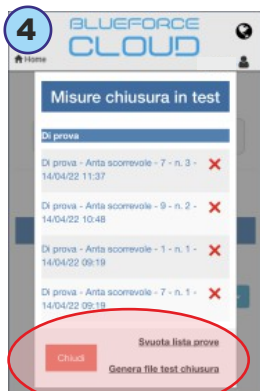 4
BLUEFORCE
CLOUD
Home
Misure chiusura in test
Di prova
Di prova - Anta scorrevole - 7 - n. 3 -
14/04/22 11:37
Di prova - Anta scorrevole - 9 - n. 2 -
14/04/22 10:48
Di prova - Anta scorrevole - 1 - n. 1 -
14/04/22 09:19
Di prova - Anta scorrevole - 7 - n. 1 -
14/04/22 09:19
Svuota lista prove
Chiudi
Genera file test chiusura